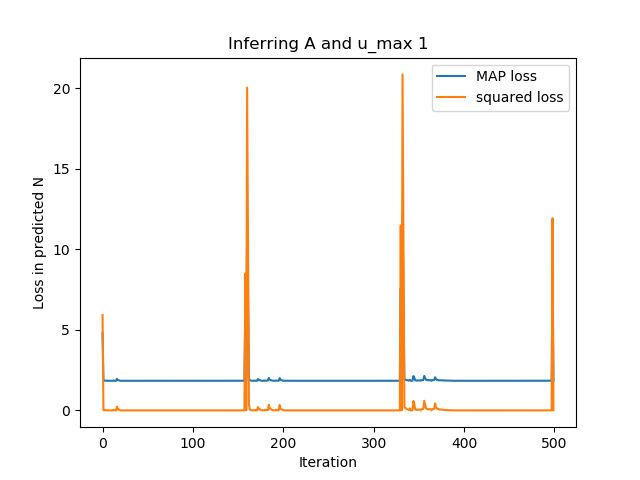 Inferring A and u_max 1
MAP loss
squared loss
Loss in predicted N
20
15
10
5
0
0 100 200 300 400 500
Iteration